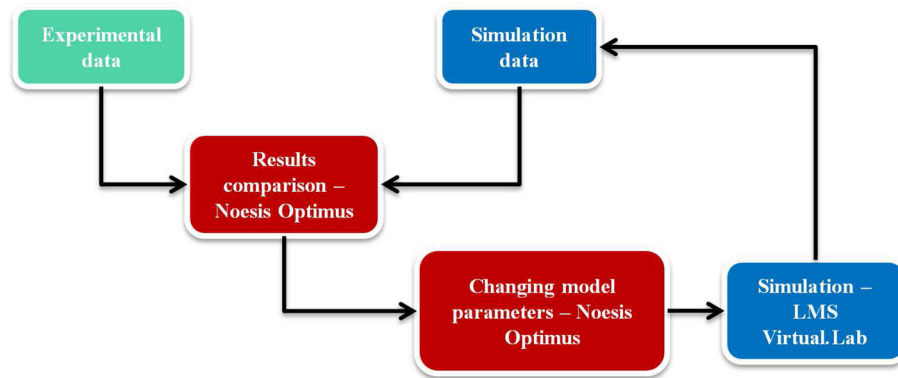 Experimental
data
Simulation
data
Results
comparison –
Noesis Optimus
Changing model
parameters – Noesis
Optimus
Simulation –
LMS
Virtual.Lab